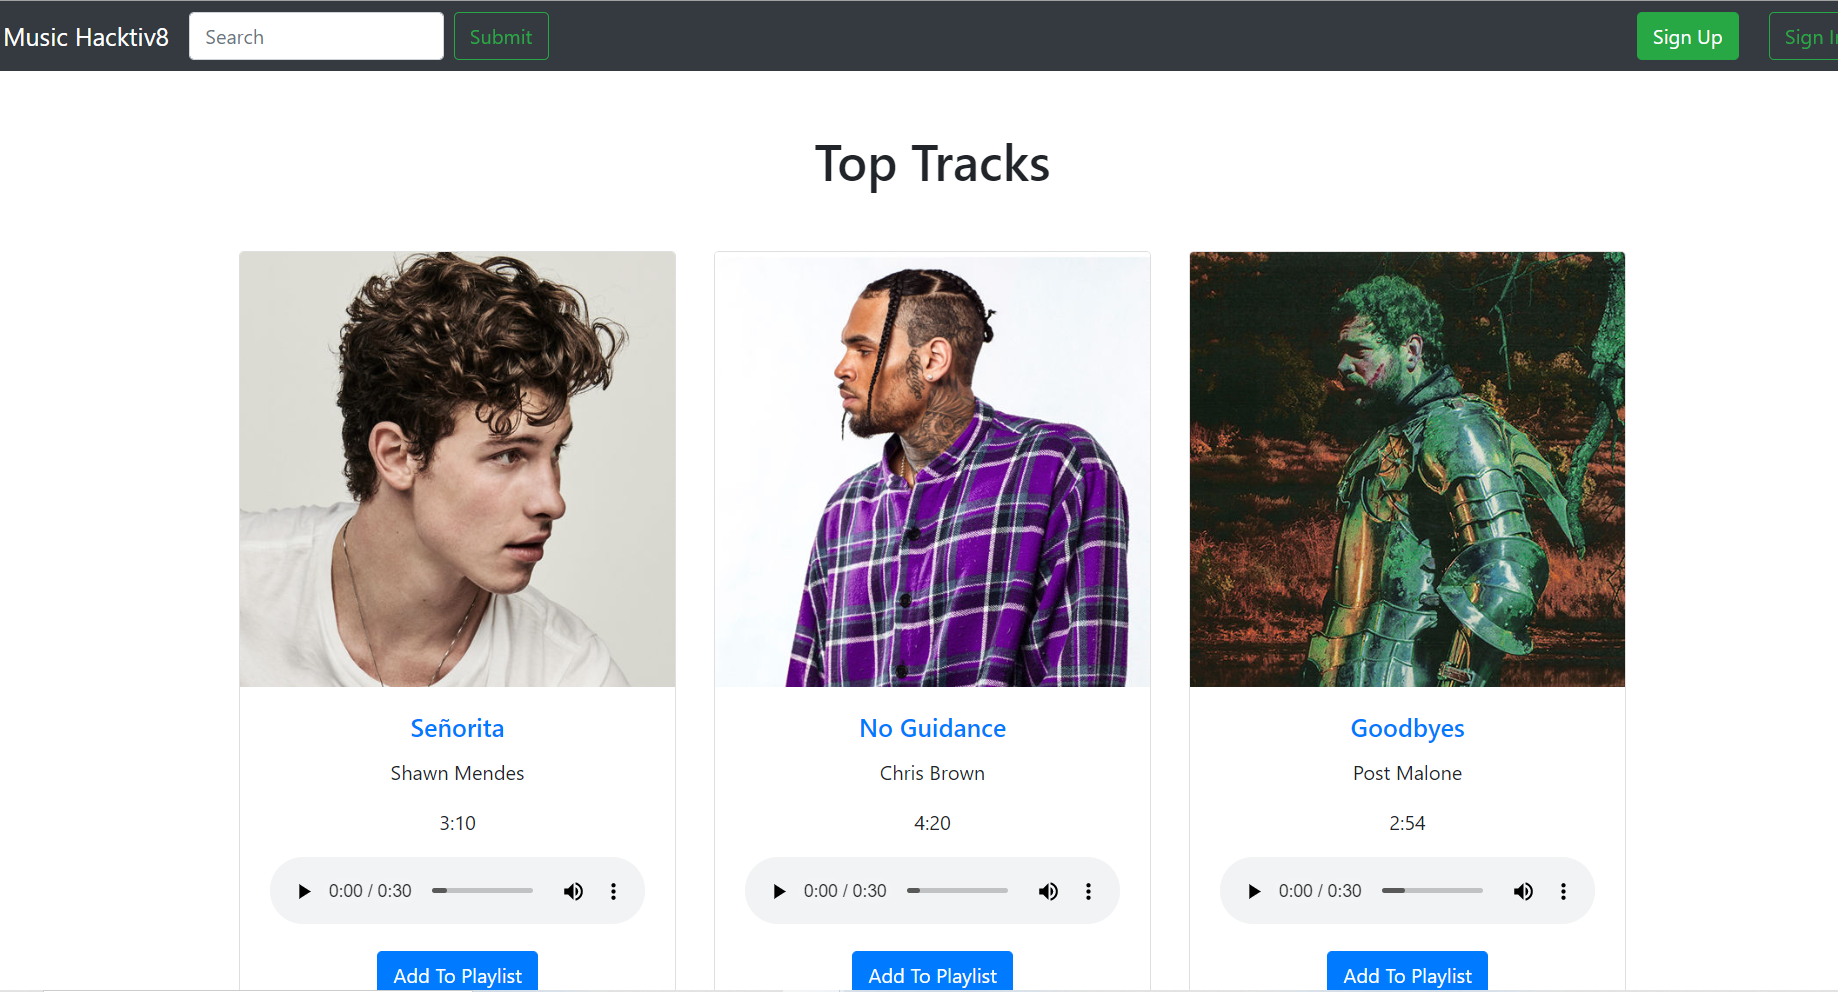 Music Hacktiv8 Search Submit Sign Up Sign
Top Tracks
Señorita No Guidance Goodbyes
Shawn Mendes Chris Brown Post Malone
3:10 4:20 2:54
0:00 / 0:30 0:00 / 0:30 0:00 / 0:30
Add To Playlist Add To Playlist Add To Playlist